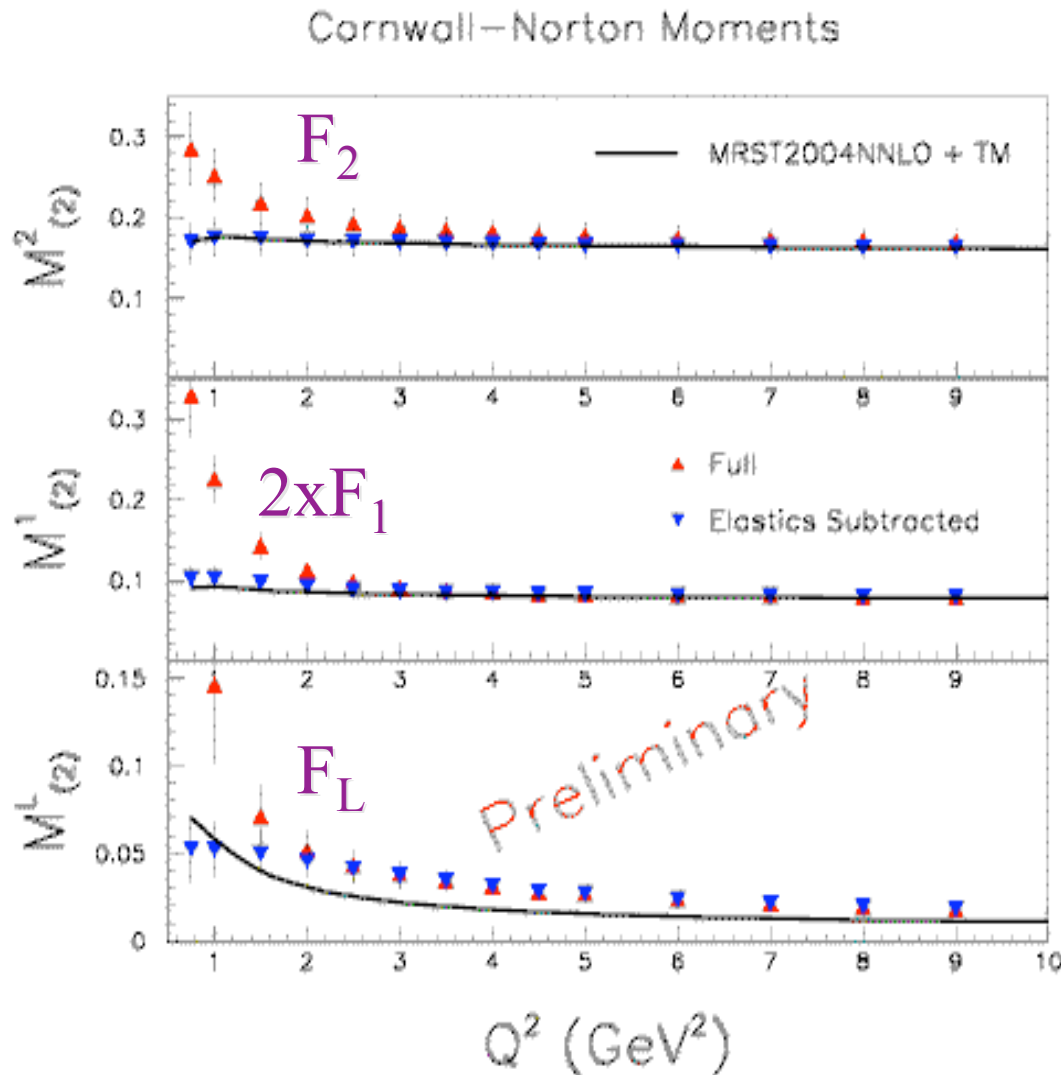 Cornwall-Norton Moments
F2
MRST2004NNLO + TM
0.3
0.2
0.1
M2(2)
1 2 3 4 5 6 7 8 9
2xF1
Full
Elastics Subtracted
0.3
0.2
0.1
M1(2)
1 2 3 4 5 6 7 8 9
FL
Preliminary
0.15
0.1
0.05
0
ML(2)
1 2 3 4 5 6 7 8 9 10
Q2 (GeV2)